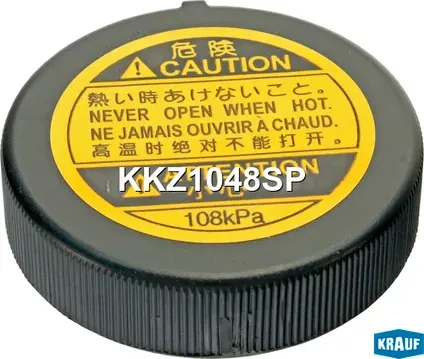 危険
CAUTION
熱い時あけないこと。
NEVER OPEN WHEN HOT.
NE JAMAIS OUVRIR À CHAUD.
高温时绝对不能打开。
KKZ1048SP
ATTENTION
108kPa
KRAUF